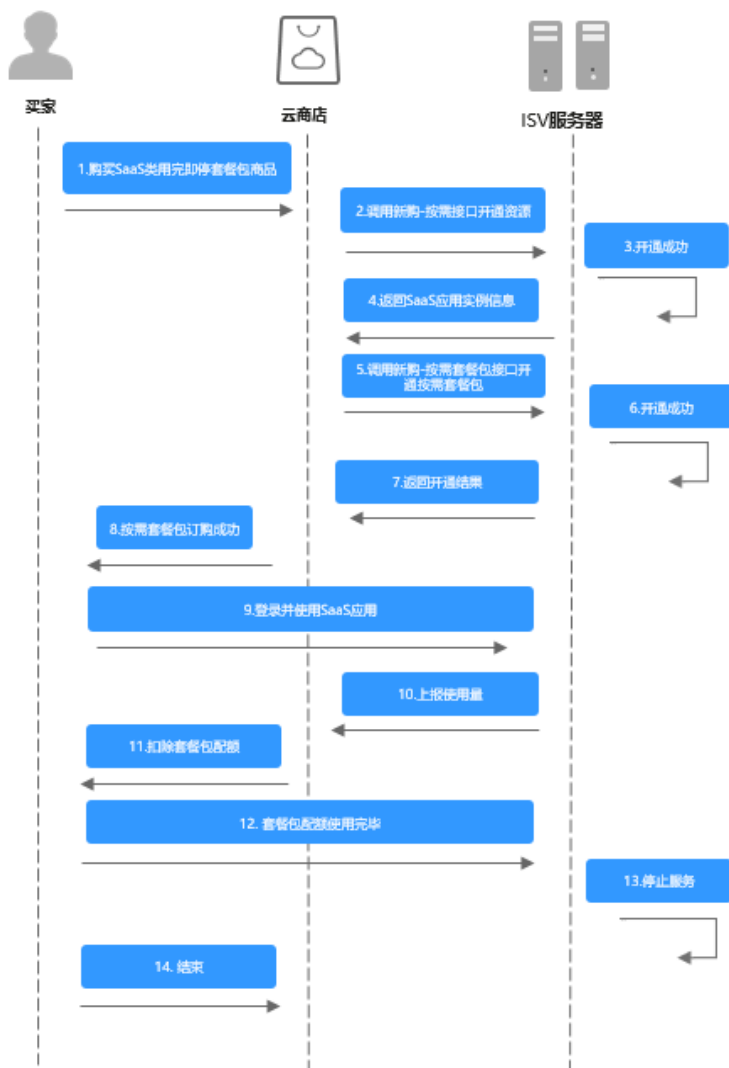 买家
云商店
ISV服务器
1.购买SaaS类用完即停套餐包商品
2.调用新购-按需接口开通资源
3.开通成功
4.返回SaaS应用实例信息
5.调用新购-按需套餐包接口开
通按需套餐包
6.开通成功
7.返回开通结果
8.按需套餐包订购成功
9.登录并使用SaaS应用
10.上报使用量
11.扣除套餐包配额
12. 套餐包配额使用完毕
13.停止服务
14. 结束